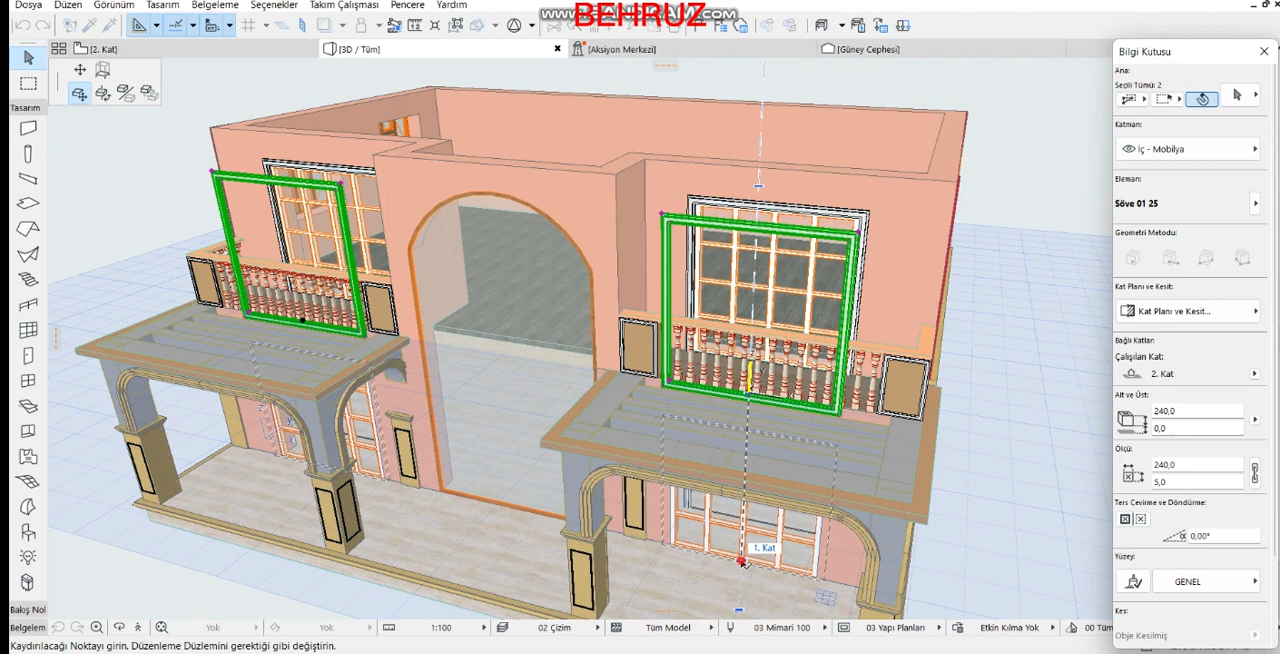 Dosya Düzen Görünüm Tasarım Belgeleme Seçenekler Takım Çalışması Pencere Yardım
BEHRUZ
[2. Kat] [3D / Tüm] [Aksiyon Merkezi] [Güney Cephesi]
Bilgi Kutusu
Ana:
Seçili Tümü: 2
Tasarım
Katman:
İç - Mobilya
Eleman:
Söve 01 25
Geometri Metodu:
Kat Planı ve Kesit:
Kat Planı ve Kesit...
Bağlı Katlar:
Çalışılan Kat:
2. Kat
Alt ve Üst:
240,0
0,0
Ölçü:
240,0
5,0
Ters Çevirme ve Döndürme:
α 0,00°
1. Kat
Yüzey:
GENEL
Kes:
Obje Kesilmiş
Bakış Nol
Belgelem Yok Yok 1:100 02 Çizim Tüm Model 03 Mimari 100 03 Yapı Planları Etkin Kılma Yok 00 Tüm
Kaydırılacağı Noktayı girin. Düzenleme Düzlemini gerektiği gibi değiştirin.